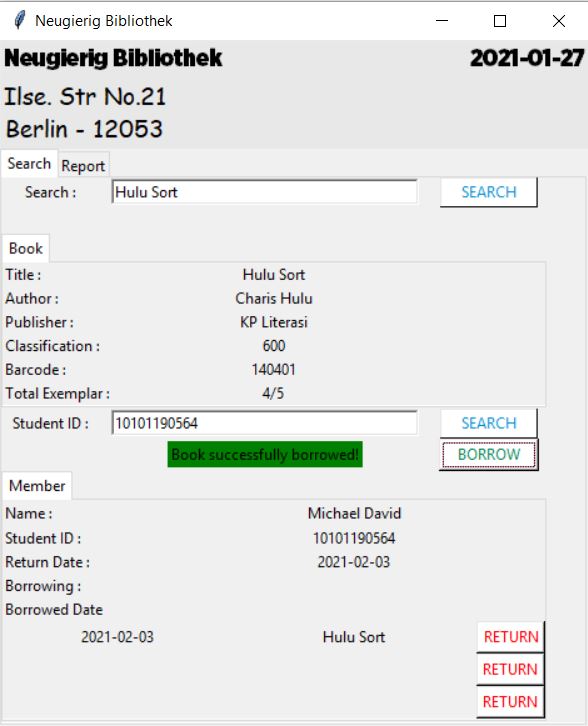 Neugierig Bibliothek
Neugierig Bibliothek 2021-01-27
Ilse. Str No.21
Berlin - 12053
Search Report
Search : Hulu Sort SEARCH
Book
Title : Hulu Sort
Author : Charis Hulu
Publisher : KP Literasi
Classification : 600
Barcode : 140401
Total Exemplar : 4/5
Student ID : 10101190564 SEARCH
Book successfully borrowed! BORROW
Member
Name : Michael David
Student ID : 10101190564
Return Date : 2021-02-03
Borrowing :
Borrowed Date
2021-02-03 Hulu Sort RETURN
RETURN
RETURN